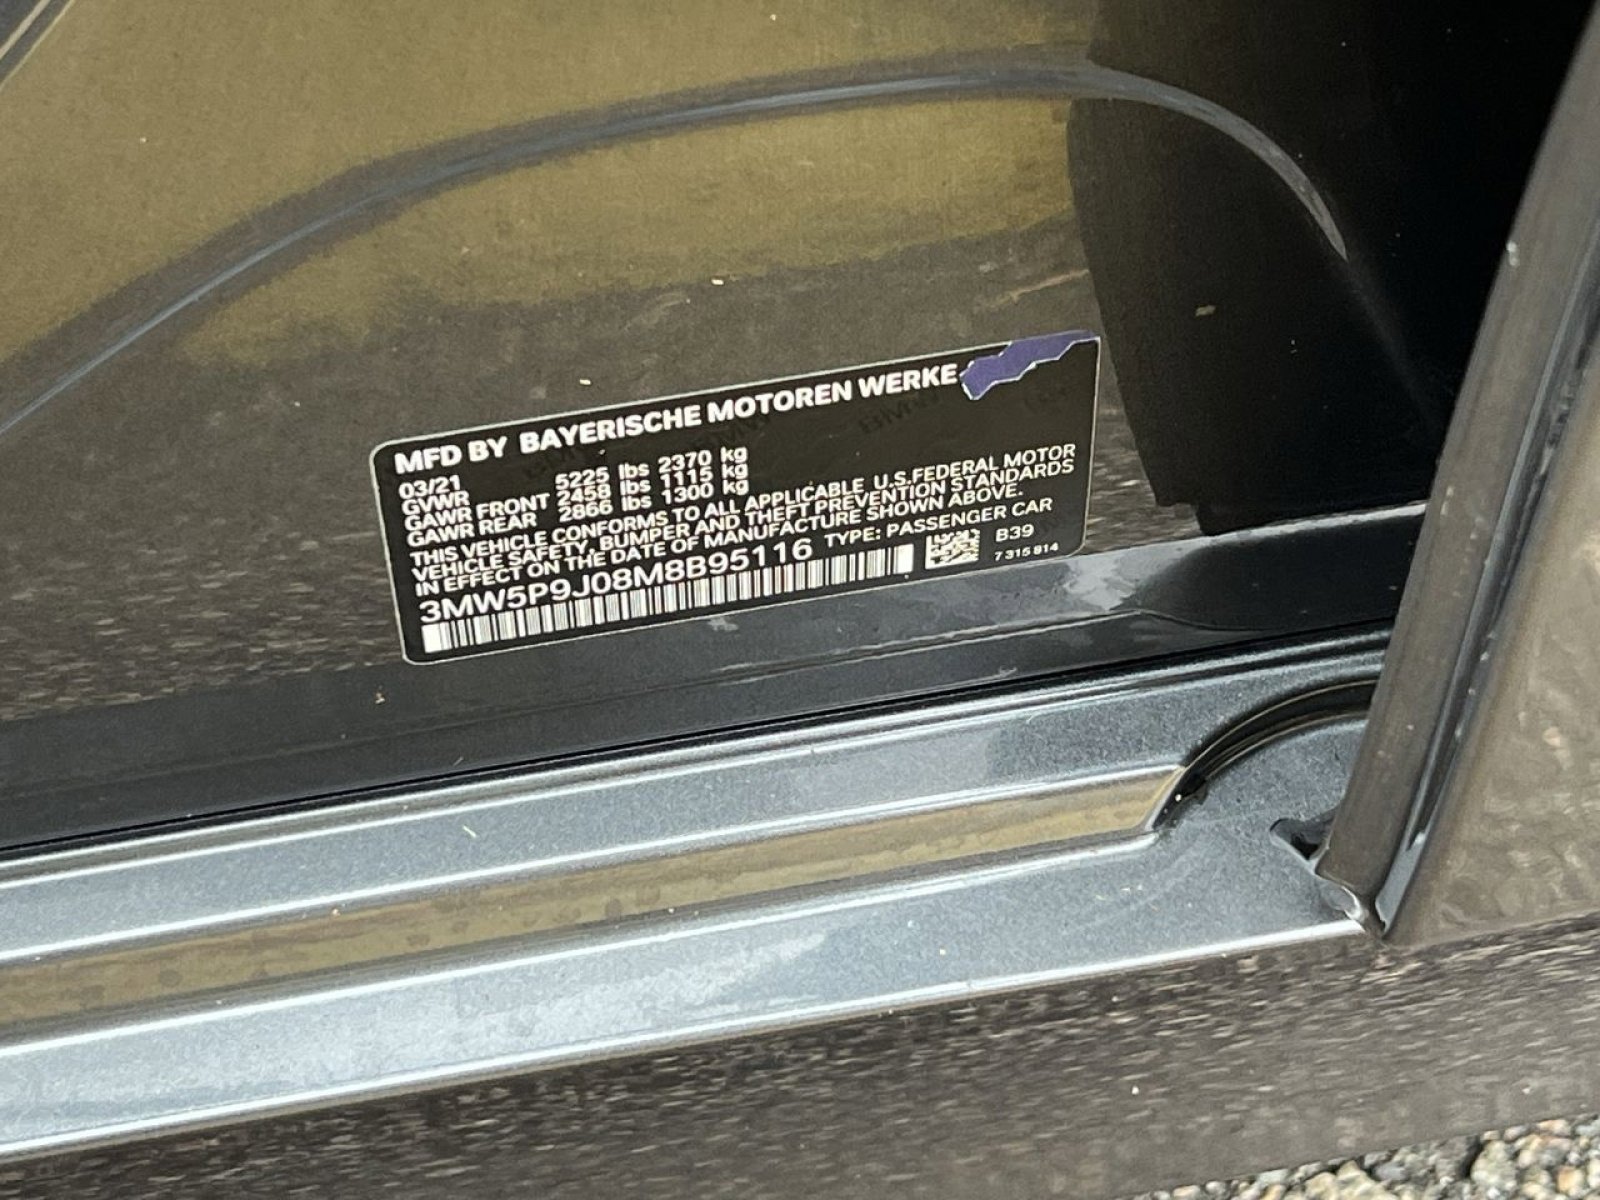 MFD BY BAYERISCHE MOTOREN WERKE
03/21
GVWR 5225 lbs 2370 kg
GAWR FRONT 2458 lbs 1115 kg
GAWR REAR 2866 lbs 1300 kg
THIS VEHICLE CONFORMS TO ALL APPLICABLE U.S.FEDERAL MOTOR
VEHICLE SAFETY, BUMPER AND THEFT PREVENTION STANDARDS
IN EFFECT ON THE DATE OF MANUFACTURE SHOWN ABOVE.
3MW5P9J08M8B95116 TYPE: PASSENGER CAR
B39
7 315 814